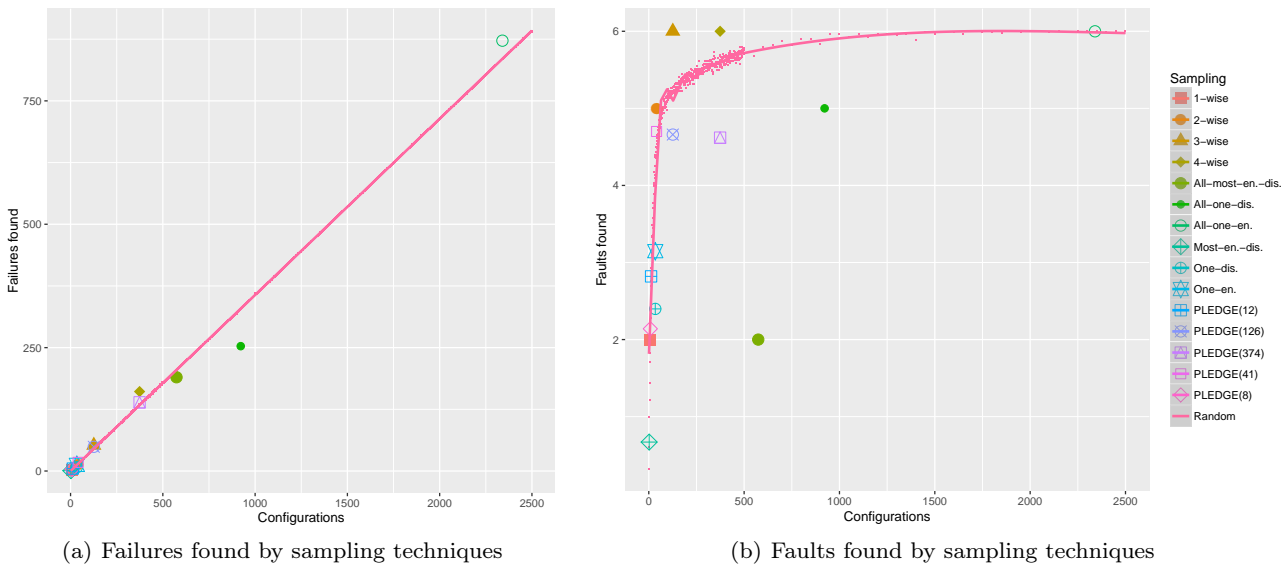 Failures found
750
500
250
0
0
500
1000
1500
2000
2500
Configurations
(a) Failures found by sampling techniques
Faults found
6
4
2
0
500
1000
1500
2000
2500
Configurations
(b) Faults found by sampling techniques
Sampling
1-wise
2-wise
3-wise
4-wise
All-most-en.-dis.
All-one-dis.
All-one-en.
Most-en.-dis.
One-dis.
One-en.
PLEDGE(12)
PLEDGE(126)
PLEDGE(374)
PLEDGE(41)
PLEDGE(8)
Random